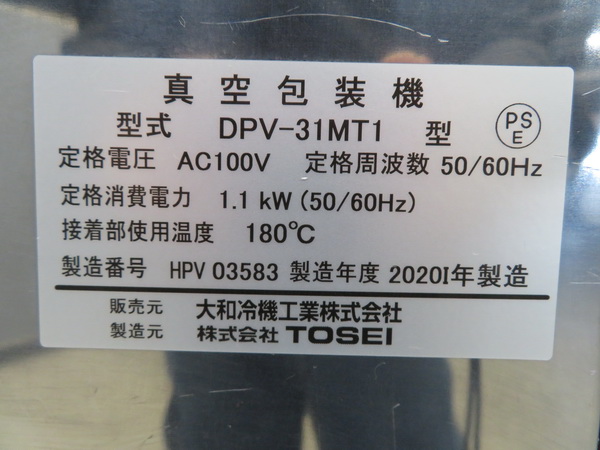 真空包装機
型式 DPV-31MT1 型
PS
E
定格電圧 AC100V 定格周波数 50/60Hz
定格消費電力 1.1 kW (50/60Hz)
接着部使用温度 180℃
製造番号 HPV 03583 製造年度 2020I年製造
販売元 大和冷機工業株式会社
製造元 株式会社 TOSEI